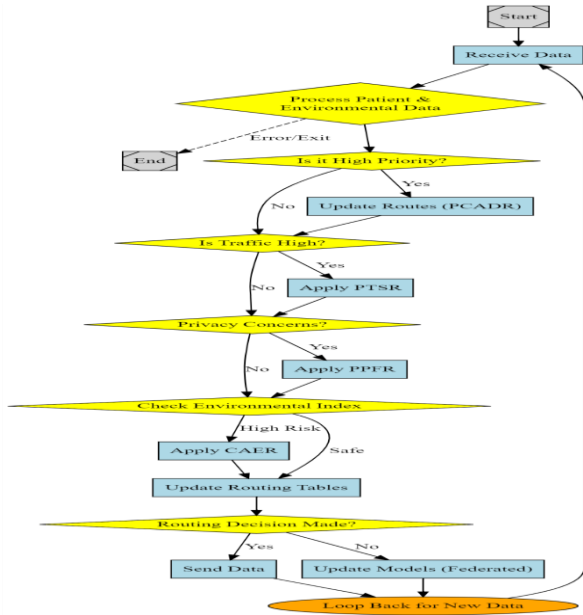 Start
Receive Data
Process Patient &
Environmental Data
Error/Exit
End
Is it High Priority?
Yes
Update Routes (PCADR)
No
Is Traffic High?
Yes
No
Apply PTSR
Privacy Concerns?
Yes
No
Apply PPFR
Check Environmental Index
High Risk
Apply CAER
Safe
Update Routing Tables
Routing Decision Made?
Yes
No
Send Data
Update Models (Federated)
Loop Back for New Data